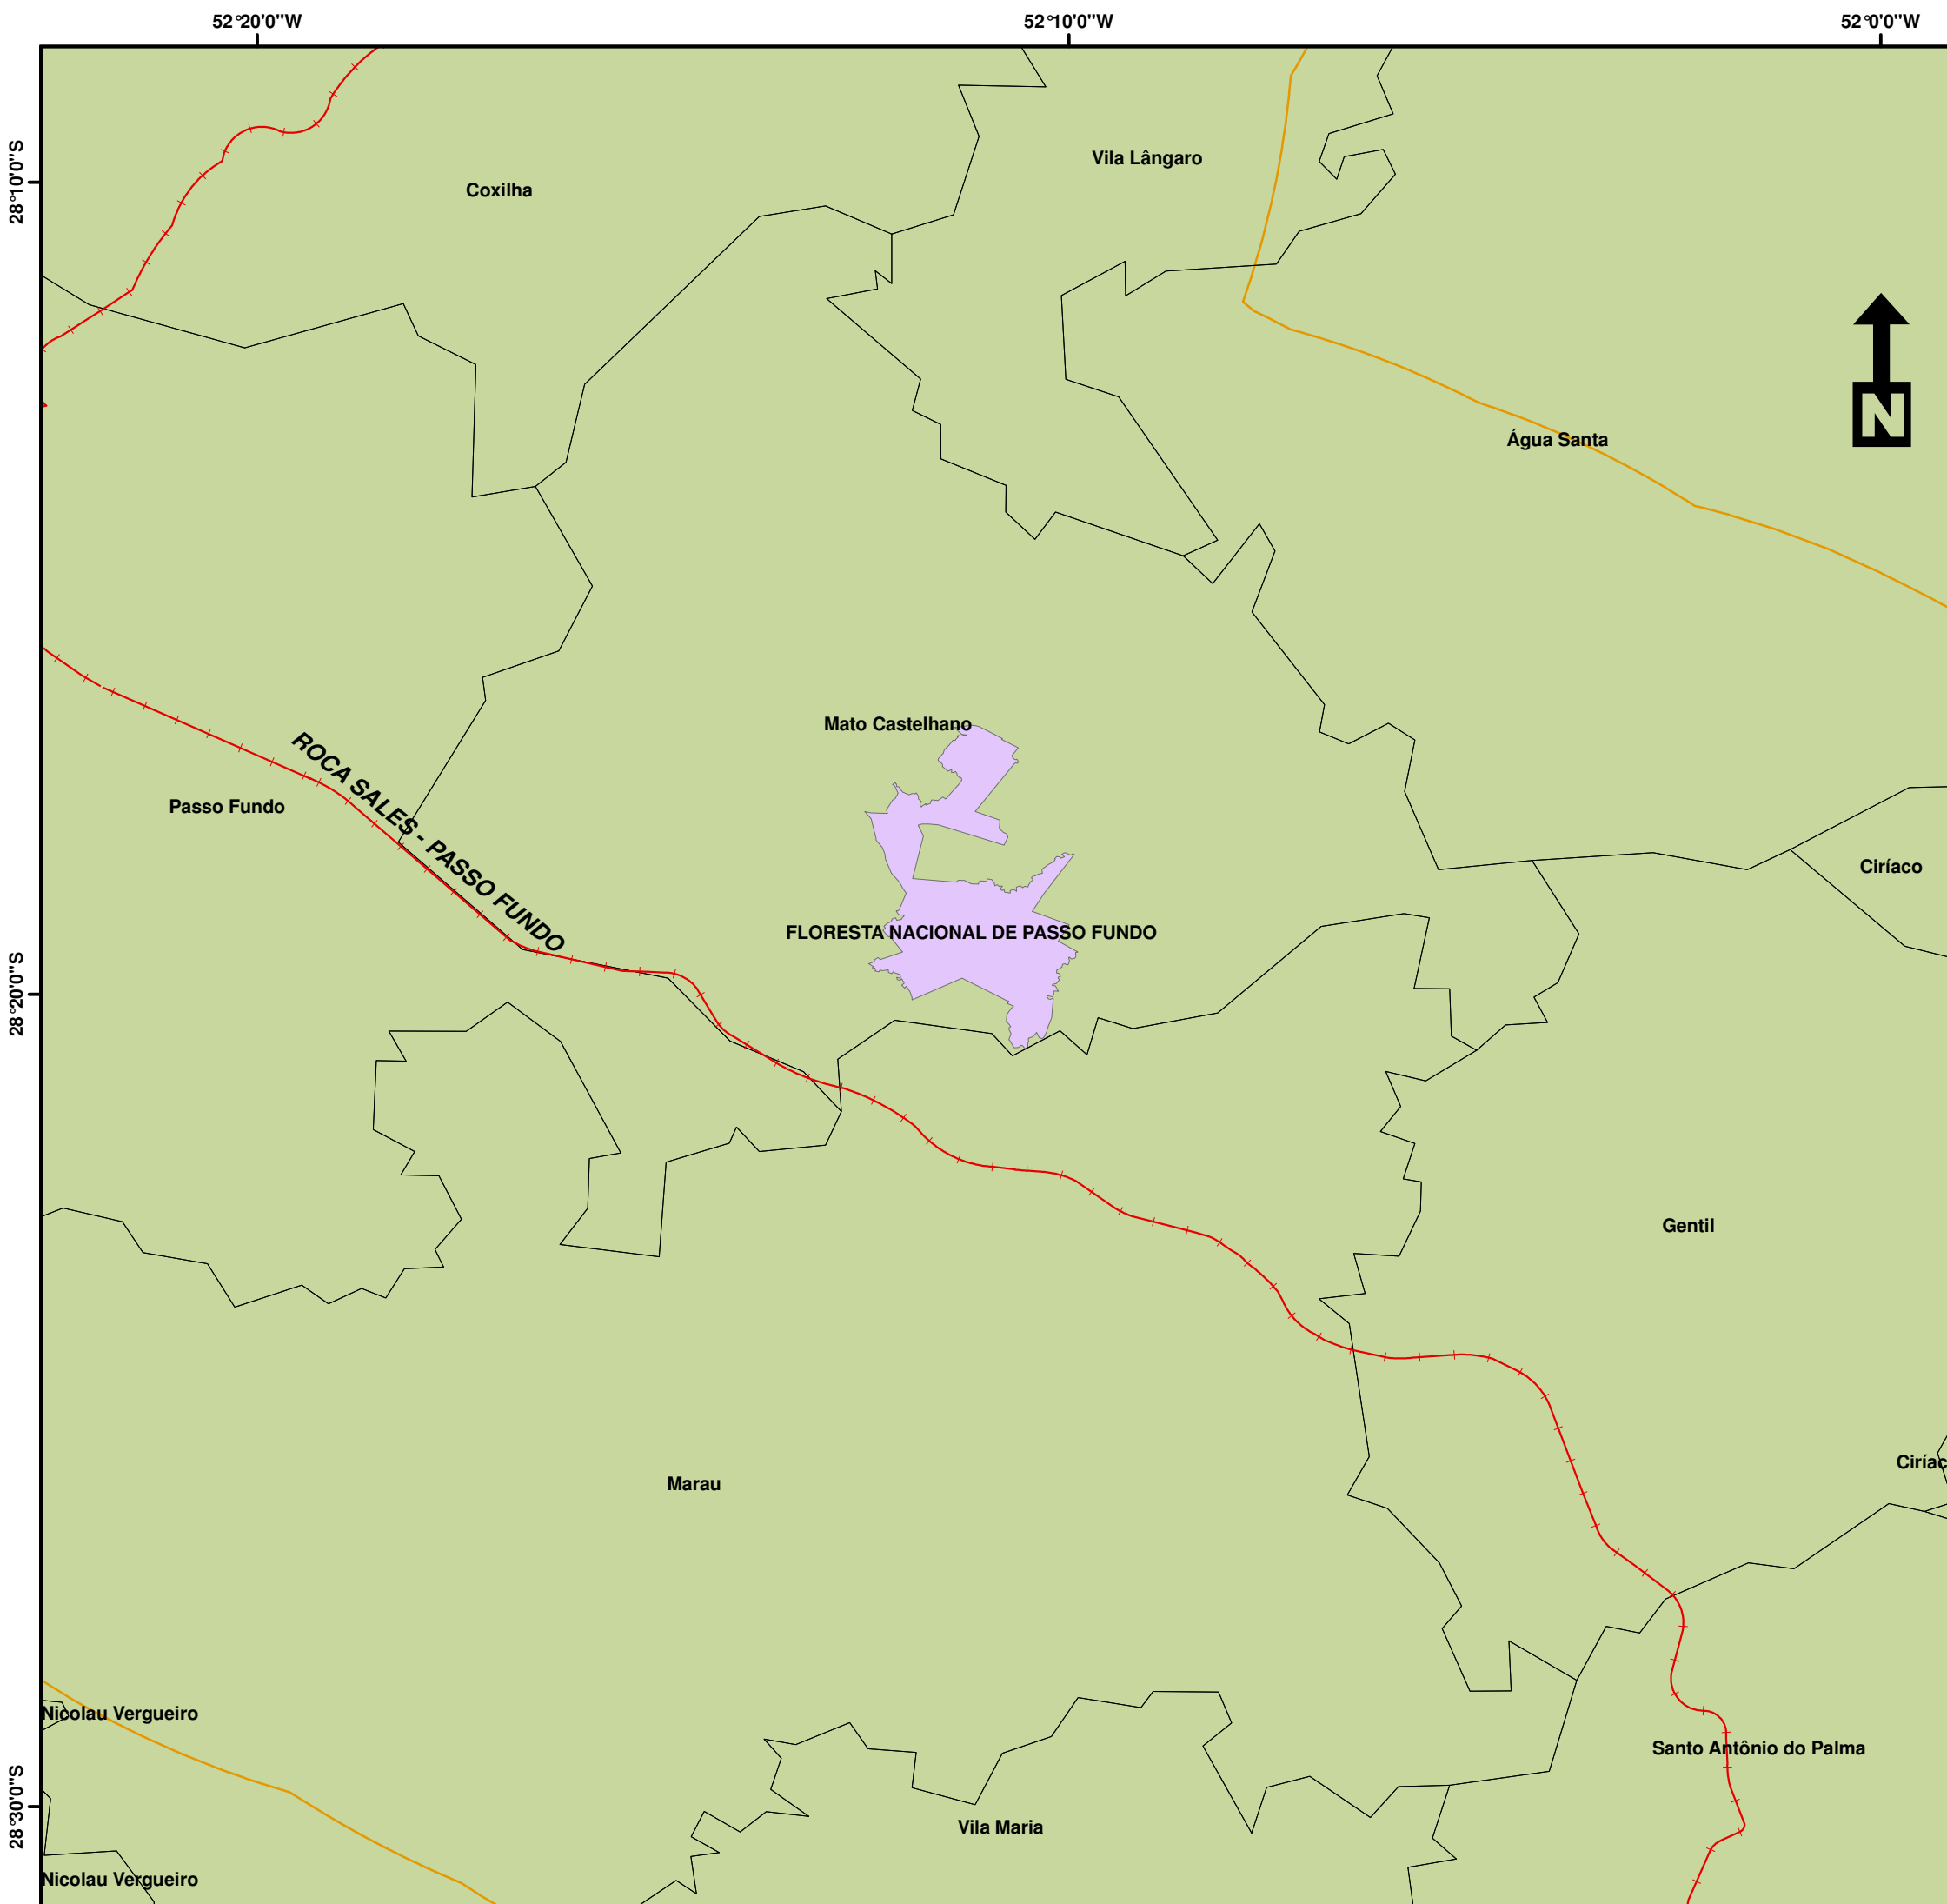 52°20'0"W
52°10'0"W
52°0'0"W
28°10'0"S
28°20'0"S
28°30'0"S
Vila Lângaro
Coxilha
N
Água Santa
Mato Castelhano
ROCA SALES - PASSO FUNDO
Passo Fundo
Ciríaco
FLORESTA NACIONAL DE PASSO FUNDO
Gentil
Ciríac
Marau
Nicolau Vergueiro
Santo Antônio do Palma
Vila Maria
Nicolau Vergueiro